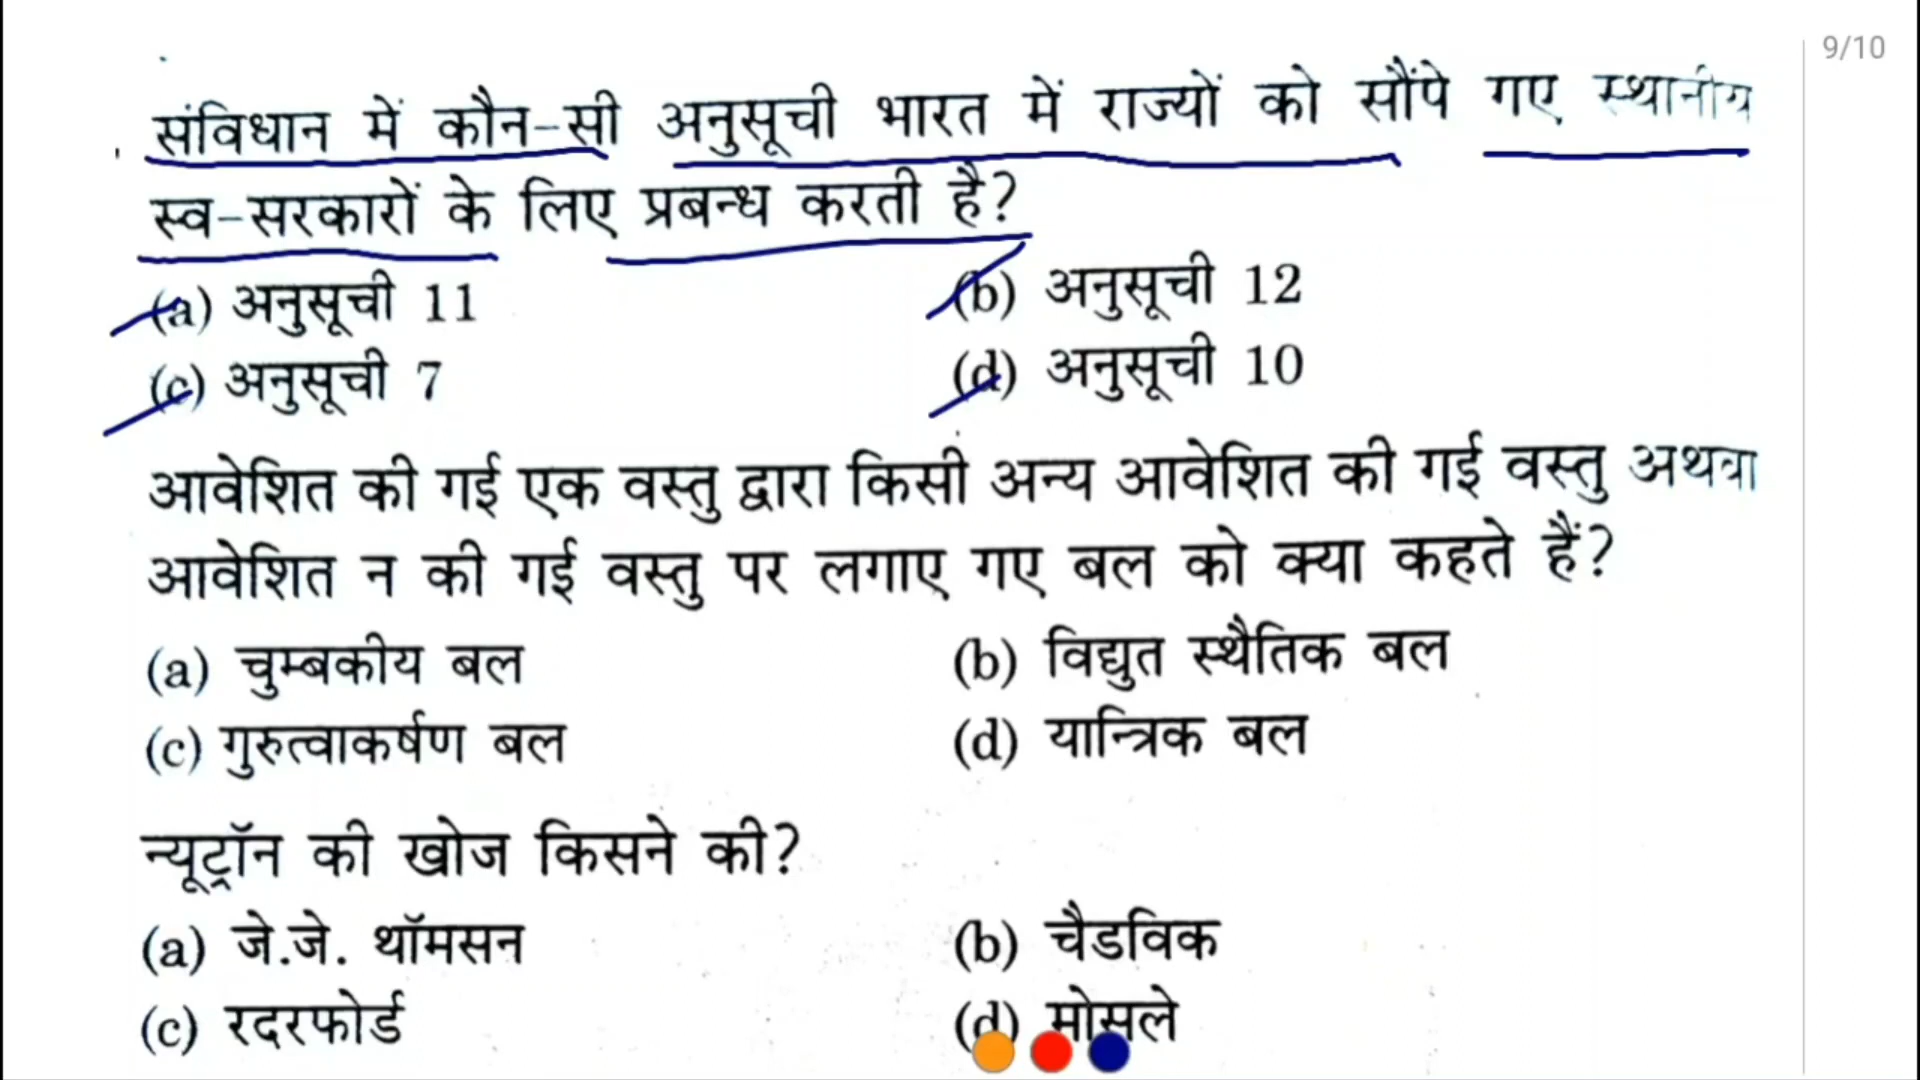 9/10
संविधान में कौन-सी अनुसूची भारत में राज्यों को सौंपे गए स्थानीय
स्व-सरकारों के लिए प्रबन्ध करती है?
(a) अनुसूची 11 (b) अनुसूची 12
(c) अनुसूची 7 (d) अनुसूची 10
आवेशित की गई एक वस्तु द्वारा किसी अन्य आवेशित की गई वस्तु अथवा
आवेशित न की गई वस्तु पर लगाए गए बल को क्या कहते हैं?
(a) चुम्बकीय बल (b) विद्युत स्थैतिक बल
(c) गुरुत्वाकर्षण बल (d) यान्त्रिक बल
न्यूट्रॉन की खोज किसने की?
(a) जे.जे. थॉमसन (b) चैडविक
(c) रदरफोर्ड (d) मोसले